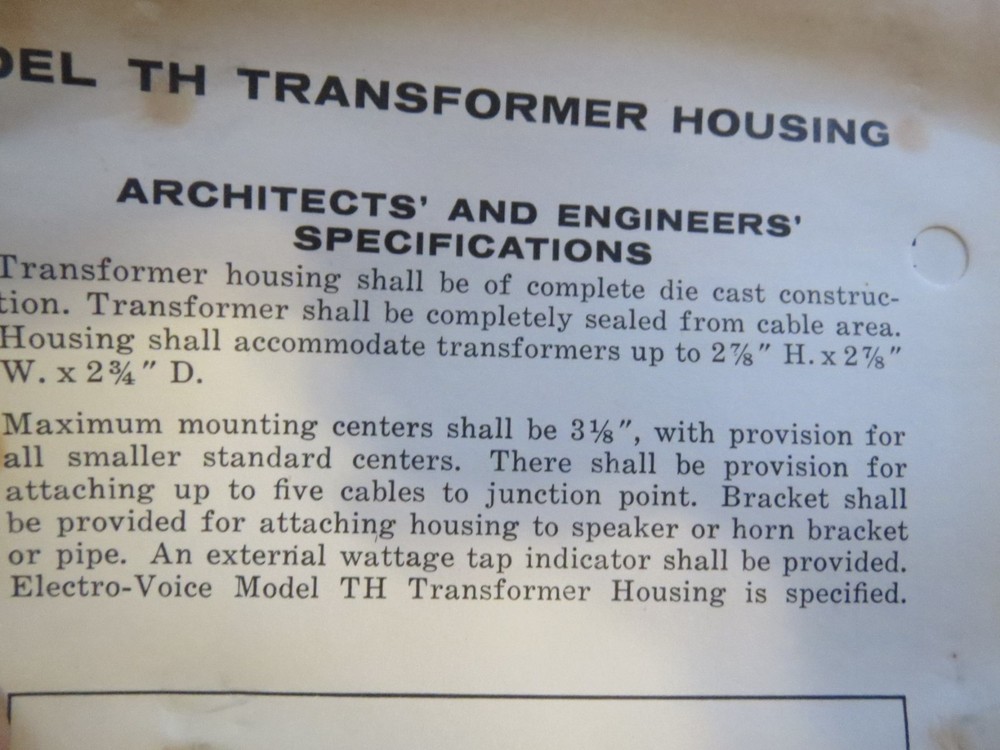 DEL TH TRANSFORMER HOUSING
ARCHITECTS' AND ENGINEERS'
SPECIFICATIONS
Transformer housing shall be of complete die cast construc-
tion. Transformer shall be completely sealed from cable area.
Housing shall accommodate transformers up to 2⅞″ H. x 2⅞″
W. x 2¾″ D.
Maximum mounting centers shall be 3⅛″, with provision for
all smaller standard centers. There shall be provision for
attaching up to five cables to junction point. Bracket shall
be provided for attaching housing to speaker or horn bracket
or pipe. An external wattage tap indicator shall be provided.
Electro-Voice Model TH Transformer Housing is specified.